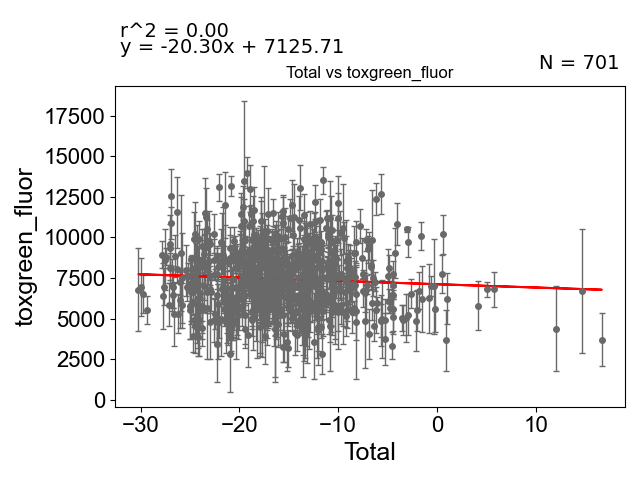 r^2 = 0.00
y = -20.30x + 7125.71
N = 701
Total vs toxgreen_fluor
17500
15000
12500
10000
7500
5000
2500
0
toxgreen_fluor
−30
−20
−10
0
10
Total